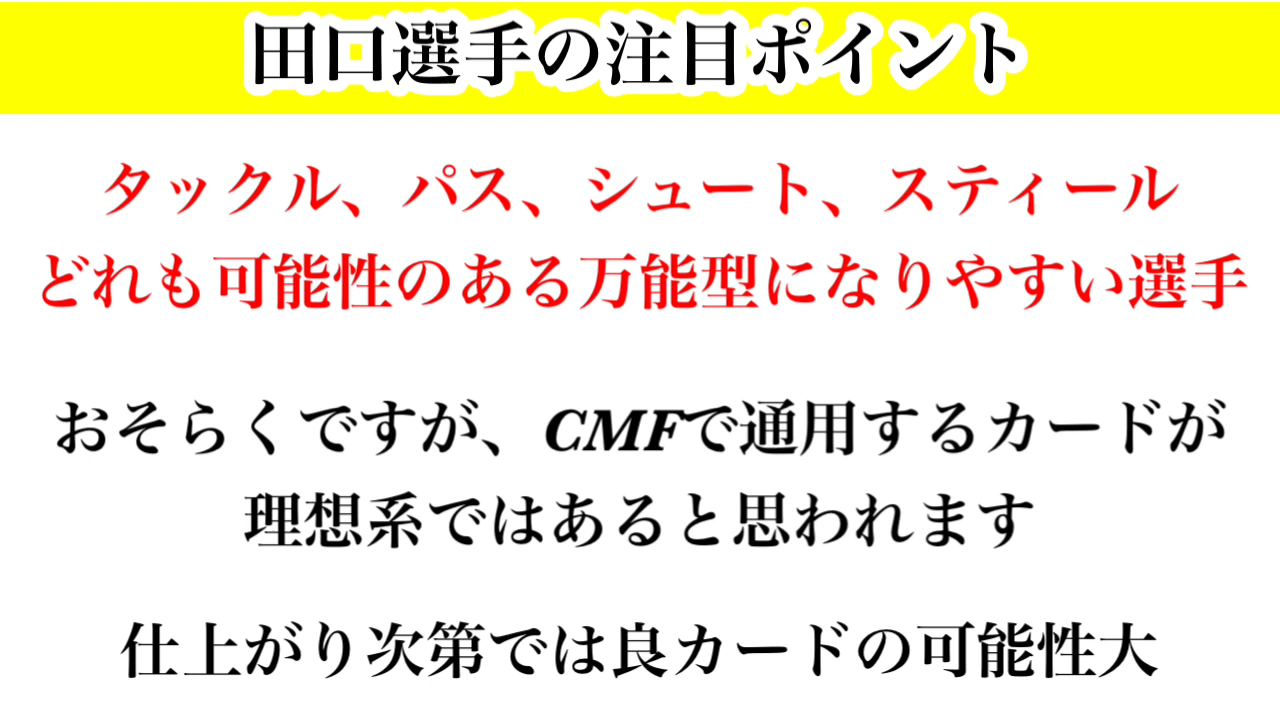 田口選手の注目ポイント
タックル、パス、シュート、スティール
どれも可能性のある万能型になりやすい選手
おそらくですが、CMFで通用するカードが
理想系ではあると思われます
仕上がり次第では良カードの可能性大